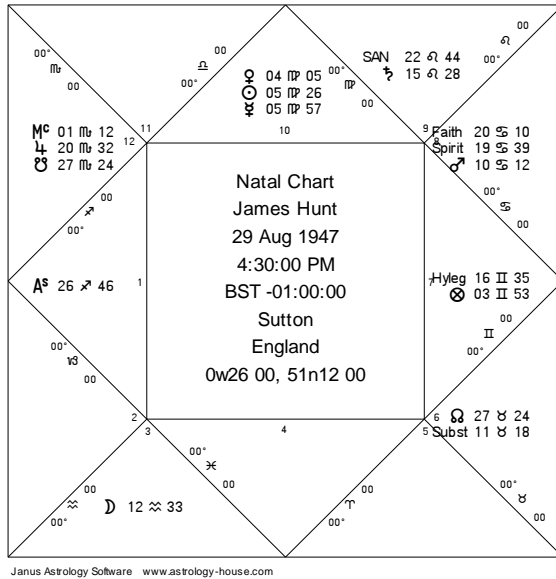 00° ♏ 00
00° ♎ 00
♀ 04 ♍ 05
☉ 05 ♍ 26
☿ 05 ♍ 57
00° ♍ 00
SAN 22 ♌ 44
♄ 15 ♌ 28
00° ♌ 00
Mc 01 ♏ 12
♃ 20 ♏ 32
☋ 27 ♏ 24
12
11
10
9
8
Faith 20 ♋ 10
Spirit 19 ♋ 39
♂ 10 ♋ 12
00° ♋ 00
00° ♐ 00
Natal Chart
James Hunt
29 Aug 1947
4:30:00 PM
BST -01:00:00
Sutton
England
0w26 00, 51n12 00
As 26 ♐ 46
1
7
Hyleg 16 ♊ 35
⊗ 03 ♊ 53
00° ♊ 00
00° ♑ 00
2
3
4
5
6
☊ 27 ♉ 24
Subst 11 ♉ 18
00° ♒ 00
☽ 12 ♒ 33
00° ♓ 00
00° ♈ 00
00° ♉ 00
Janus Astrology Software www.astrology-house.com